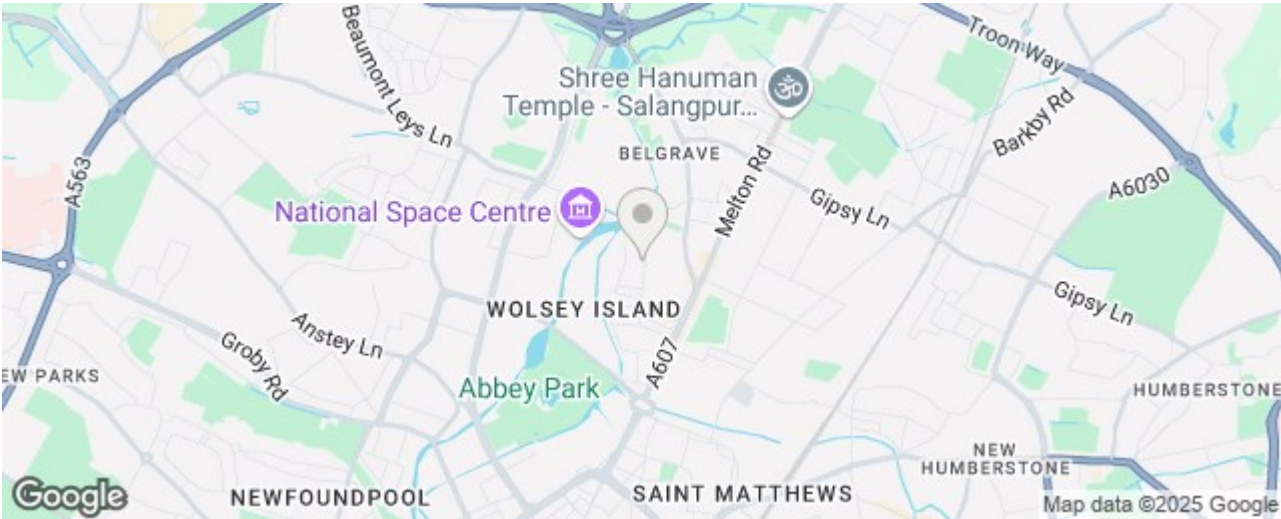 Beaumont Leys Ln
Troon Way
Shree Hanuman
Temple - Salangpur...
BELGRAVE
Barkby Rd
A563
A6030
Melton Rd
Gipsy Ln
National Space Centre
WOLSEY ISLAND
Gipsy Ln
Anstey Ln
Groby Rd
A607
EW PARKS
Abbey Park
HUMBERSTONE
NEW
HUMBERSTONE
Google
NEWFOUNDPOOL
SAINT MATTHEWS
Map data ©2025 Google